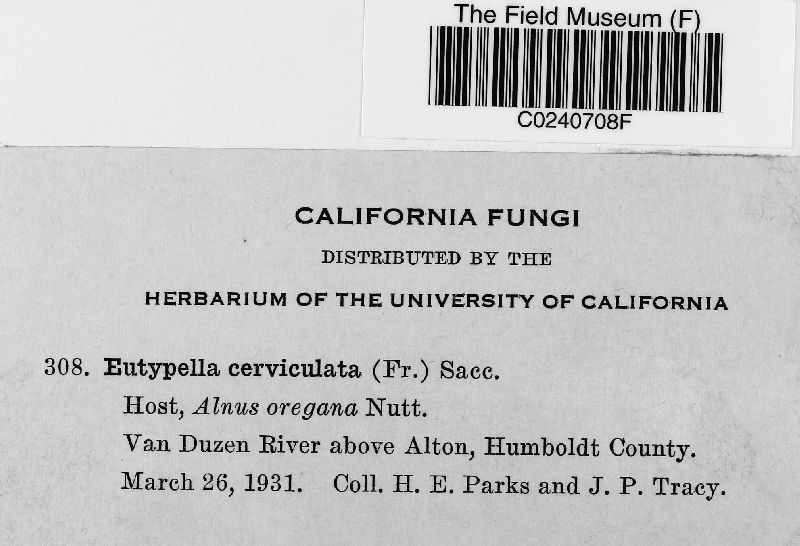 The Field Museum (F)
C0240708F
CALIFORNIA FUNGI
DISTRIBUTED BY THE
HERBARIUM OF THE UNIVERSITY OF CALIFORNIA
308. Eutypella cerviculata (Fr.) Sacc.
Host, Alnus oregana Nutt.
Van Duzen River above Alton, Humboldt County.
March 26, 1931. Coll. H. E. Parks and J. P. Tracy.